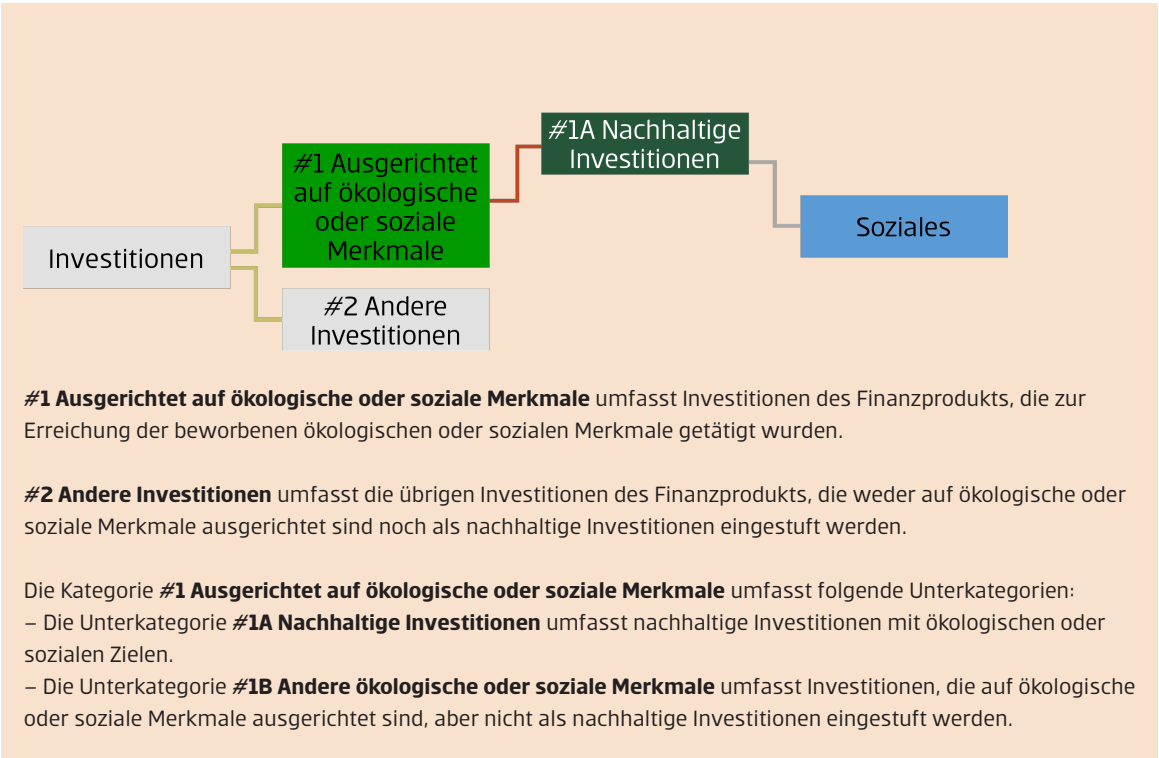 #1A Nachhaltige
Investitionen
#1 Ausgerichtet
auf ökologische
oder soziale
Merkmale
Soziales
Investitionen
#2 Andere
Investitionen
#1 Ausgerichtet auf ökologische oder soziale Merkmale umfasst Investitionen des Finanzprodukts, die zur
Erreichung der beworbenen ökologischen oder sozialen Merkmale getätigt wurden.
#2 Andere Investitionen umfasst die übrigen Investitionen des Finanzprodukts, die weder auf ökologische oder
soziale Merkmale ausgerichtet sind noch als nachhaltige Investitionen eingestuft werden.
Die Kategorie #1 Ausgerichtet auf ökologische oder soziale Merkmale umfasst folgende Unterkategorien:
– Die Unterkategorie #1A Nachhaltige Investitionen umfasst nachhaltige Investitionen mit ökologischen oder
sozialen Zielen.
– Die Unterkategorie #1B Andere ökologische oder soziale Merkmale umfasst Investitionen, die auf ökologische
oder soziale Merkmale ausgerichtet sind, aber nicht als nachhaltige Investitionen eingestuft werden.